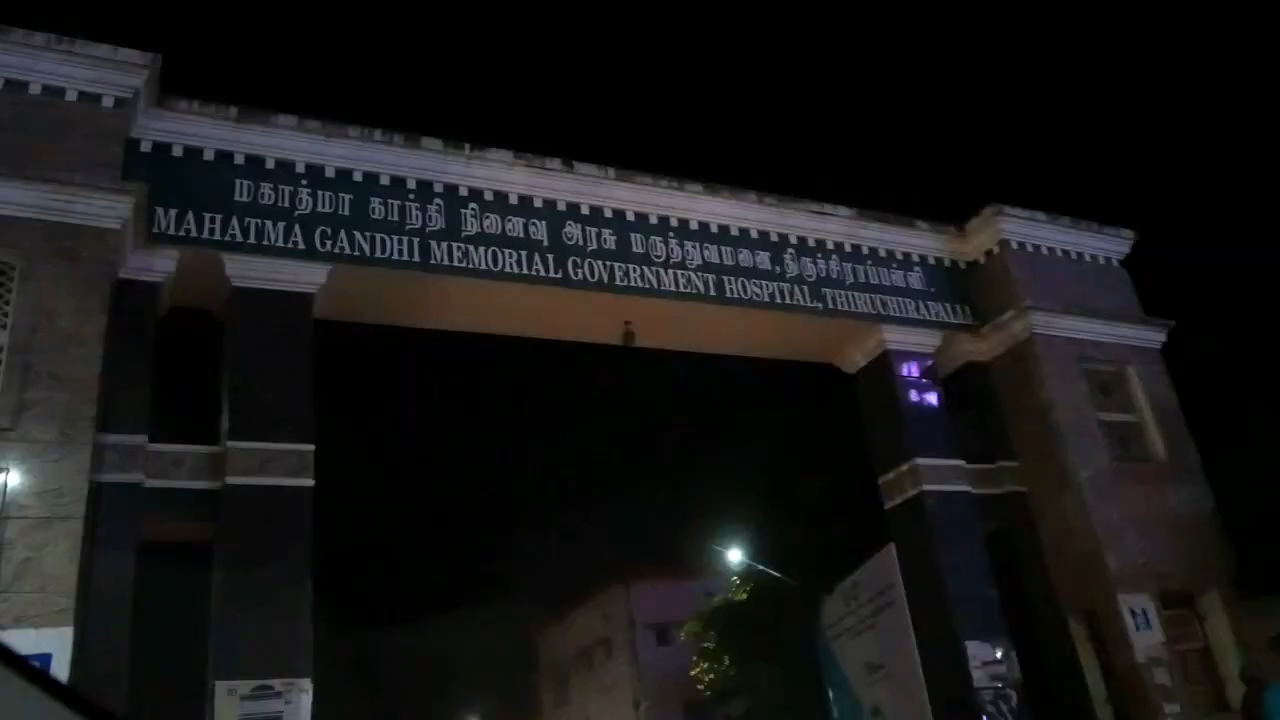 மகாத்மா காந்தி நினைவு அரசு மருத்துவமனை, திருச்சிராப்பள்ளி.
MAHATMA GANDHI MEMORIAL GOVERNMENT HOSPITAL, THIRUCHIRAPALLI